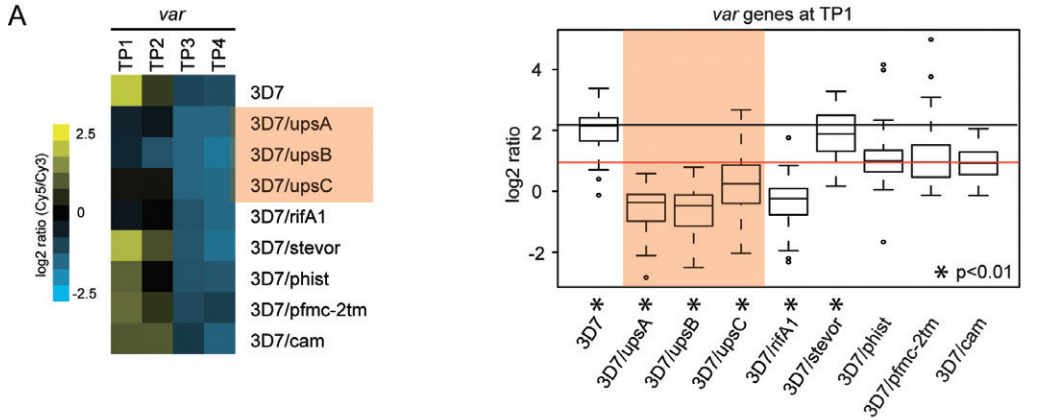 A
var
TP1 TP2 TP3 TP4
3D7
3D7/upsA
3D7/upsB
3D7/upsC
3D7/rifA1
3D7/stevor
3D7/phist
3D7/pfmc-2tm
3D7/cam
log2 ratio (Cy5/Cy3)
2.5
0
-2.5
var genes at TP1
log2 ratio
4
2
0
-2
* p<0.01
* * * * * *
3D7
3D7/upsA
3D7/upsB
3D7/upsC
3D7/rifA1
3D7/stevor
3D7/phist
3D7/pfmc-2tm
3D7/cam